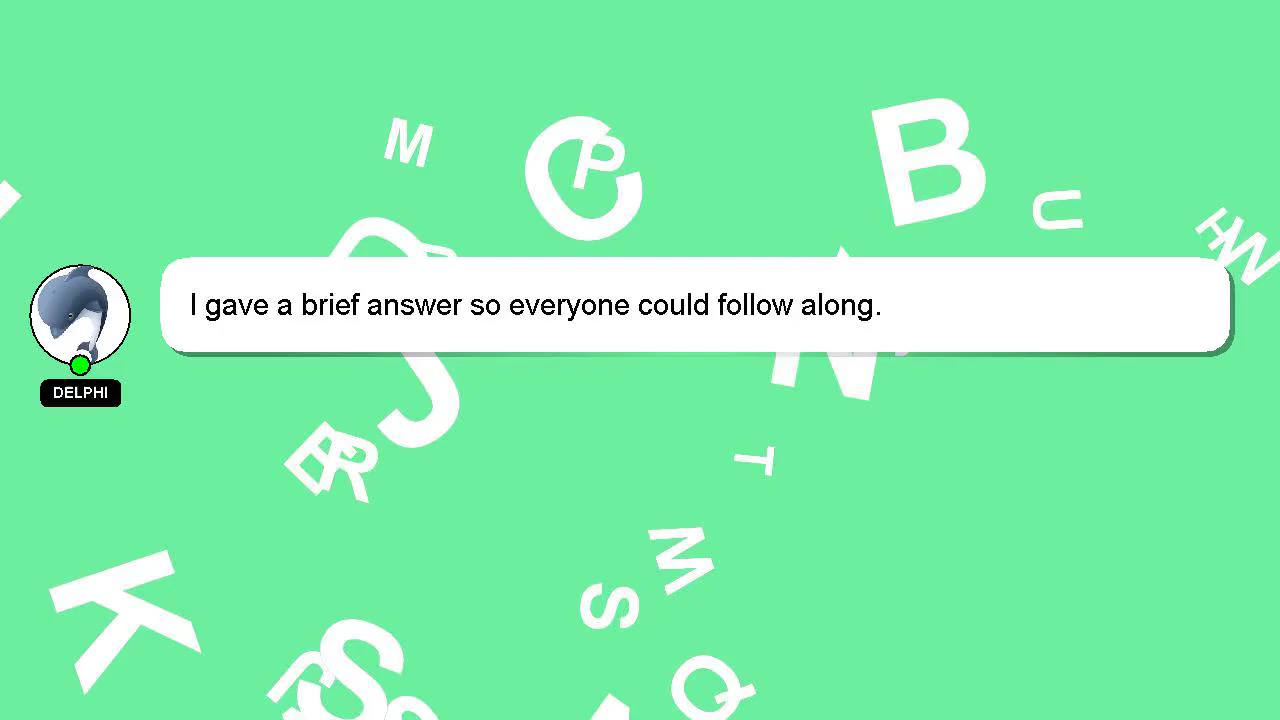 M
P
C
B
U
H
W
I gave a brief answer so everyone could follow along.
DELPHI
J
N
R
T
K
M
S
S
Q